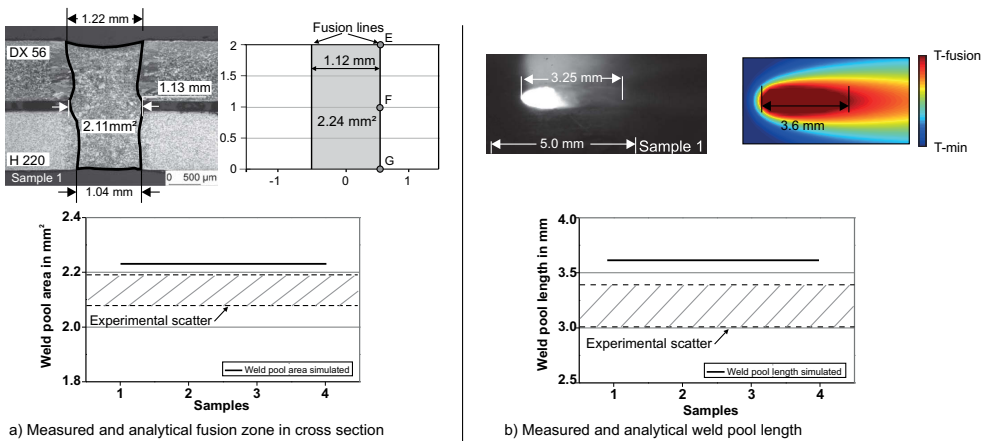 1.22 mm
DX 56
1.13 mm
2.11mm²
H 220
Sample 1
0 500 µm
1.04 mm
Fusion lines
E
2
1.5
1.12 mm
1
F
2.24 mm²
0.5
0
G
-1 0 1
3.25 mm
5.0 mm
Sample 1
T-fusion
3.6 mm
T-min
Weld pool area in mm²
2.4
2.2
2.0
1.8
Experimental scatter
Weld pool area simulated
1 2 3 4
Samples
a) Measured and analytical fusion zone in cross section
Weld pool length in mm
4.0
3.5
3.0
2.5
Experimental scatter
Weld pool length simulated
1 2 3 4
Samples
b) Measured and analytical weld pool length